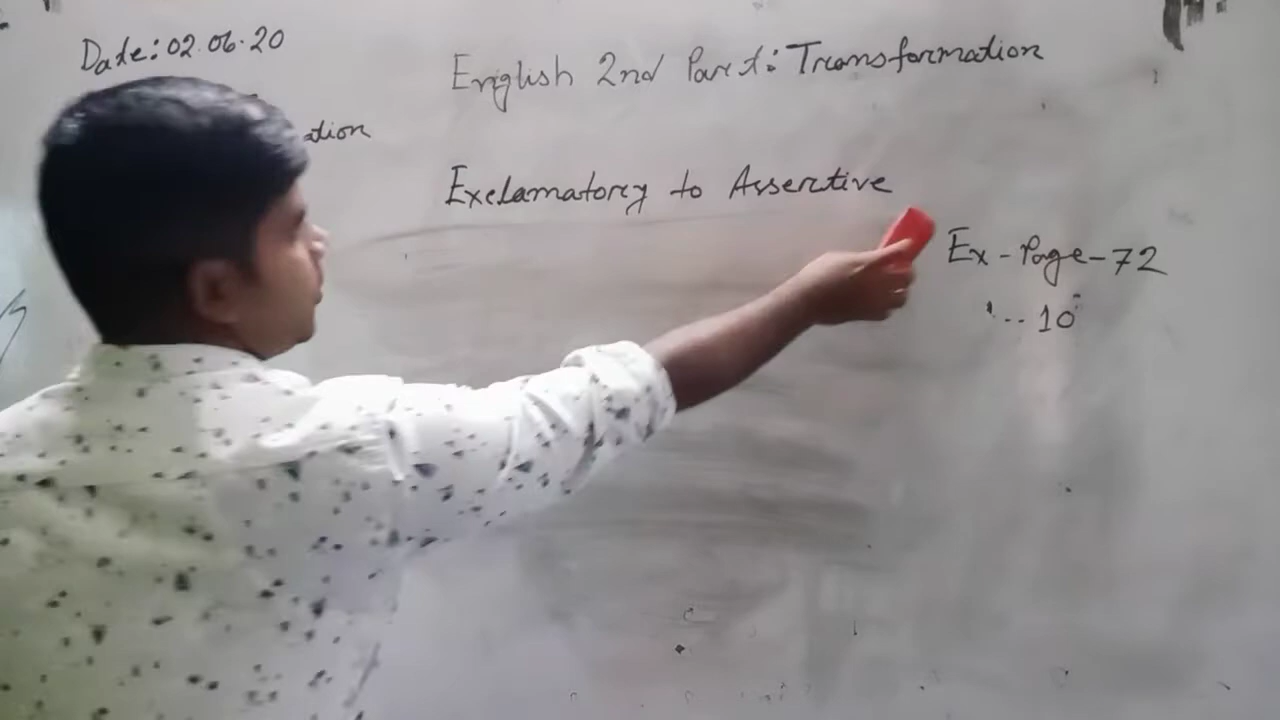 Date: 02.06.20
English 2nd Part: Transformation
ation
Exclamatory to Assertive
Ex - Page - 72
10